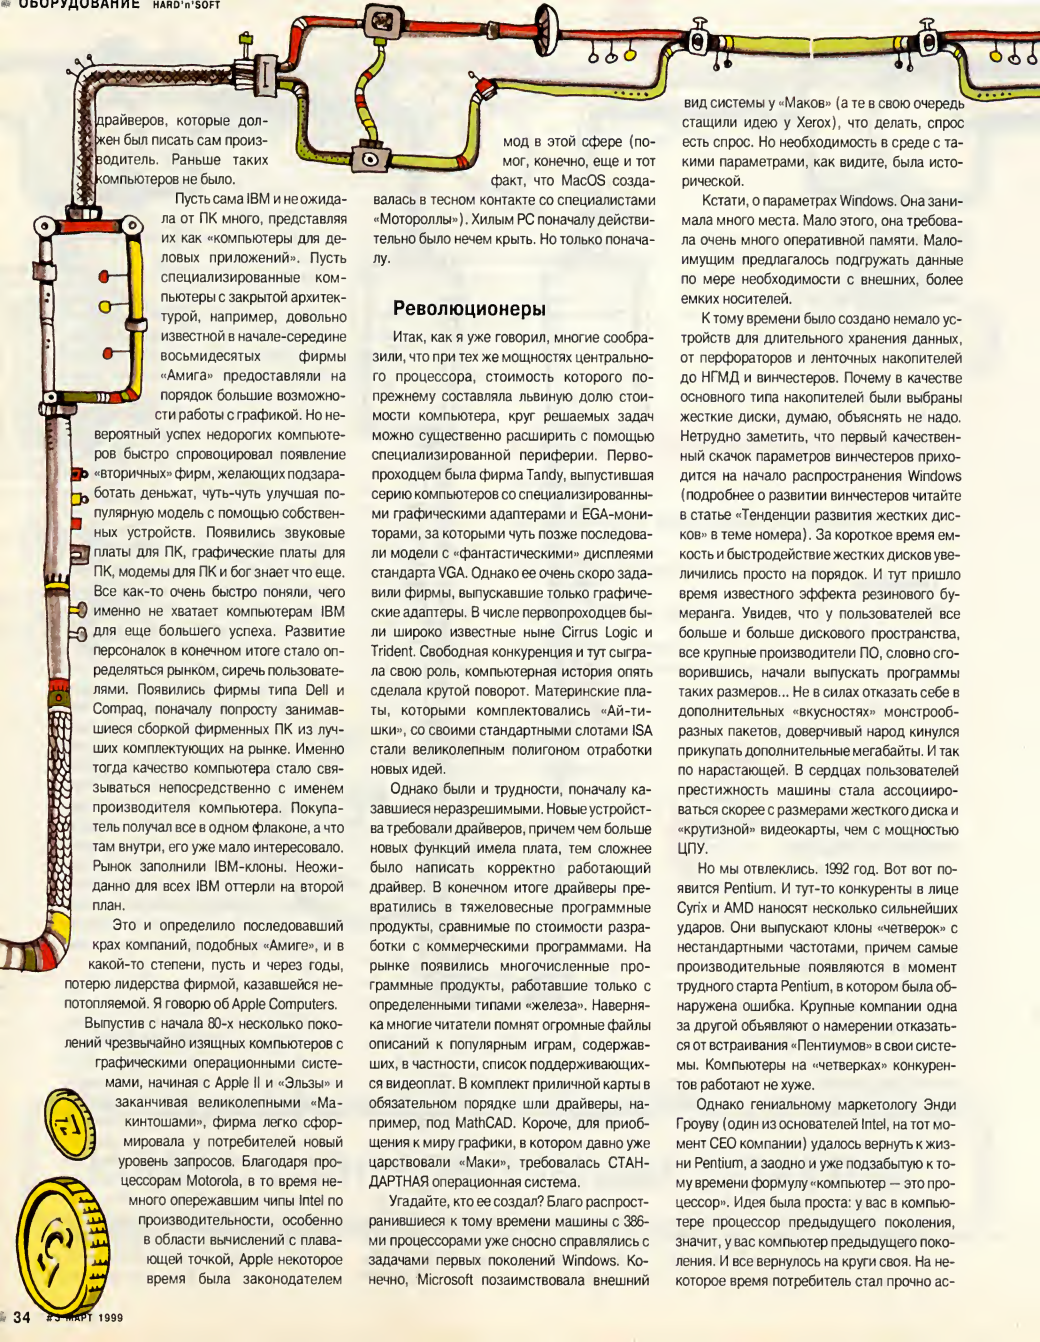 ОБОРУДОВАНИЕ HARD'n'SOFT
драйверов, которые дол-
жен был писать сам произ-
водитель. Раньше таких
компьютеров не было.
Пусть сама IBM и не ожида-
ла от ПК много, представляя
их как «компьютеры для де-
ловых приложений». Пусть
специализированные ком-
пьютеры с закрытой архитек-
турой, например, довольно
известной в начале-середине
восьмидесятых фирмы
«Амига» предоставляли на
порядок большие возможно-
сти работы с графикой. Но не-
вероятный успех недорогих компьюте-
ров быстро спровоцировал появление
«вторичных» фирм, желающих подзара-
ботать деньжат, чуть-чуть улучшая по-
пулярную модель с помощью собствен-
ных устройств. Появились звуковые
платы для ПК, графические платы для
ПК, модемы для ПК и бог знает что еще.
Все как-то очень быстро поняли, чего
именно не хватает компьютерам IBM
для еще большего успеха. Развитие
персоналок в конечном итоге стало оп-
ределяться рынком, сиречь пользовате-
лями. Появились фирмы типа Dell и
Compaq, поначалу попросту занимав-
шиеся сборкой фирменных ПК из луч-
ших комплектующих на рынке. Именно
тогда качество компьютера стало свя-
зываться непосредственно с именем
производителя компьютера. Покупа-
тель получал все в одном флаконе, а что
там внутри, его уже мало интересовало.
Рынок заполнили IBM-клоны. Неожи-
данно для всех IBM оттерли на второй
план.
Это и определило последовавший
крах компаний, подобных «Амиге», и в
какой-то степени, пусть и через годы,
потерю лидерства фирмой, казавшейся не-
потопляемой. Я говорю об Apple Computers.
Выпустив с начала 80-х несколько поко-
лений чрезвычайно изящных компьютеров с
графическими операционными систе-
мами, начиная с Apple II и «Эльзы» и
заканчивая великолепными «Ма-
кинтошами», фирма легко сфор-
мировала у потребителей новый
уровень запросов. Благодаря про-
цессорам Motorola, в то время не-
много опережавшим чипы Intel по
производительности, особенно
в области вычислений с плава-
ющей точкой, Apple некоторое
время была законодателем
мод в этой сфере (по-
мог, конечно, еще и тот
факт, что MacOS созда-
валась в тесном контакте со специалистами
«Мотороллы»). Хилым PC поначалу действи-
тельно было нечем крыть. Но только понача-
лу.
Революционеры
Итак, как я уже говорил, многие сообра-
зили, что при тех же мощностях центрально-
го процессора, стоимость которого по-
прежнему составляла львиную долю стои-
мости компьютера, круг решаемых задач
можно существенно расширить с помощью
специализированной периферии. Перво-
проходцем была фирма Tandy, выпустившая
серию компьютеров со специализированны-
ми графическими адаптерами и EGA-мони-
торами, за которыми чуть позже последова-
ли модели с «фантастическими» дисплеями
стандарта VGA. Однако ее очень скоро зада-
вили фирмы, выпускавшие только графиче-
ские адаптеры. В числе первопроходцев бы-
ли широко известные ныне Cirrus Logic и
Trident. Свободная конкуренция и тут сыгра-
ла свою роль, компьютерная история опять
сделала крутой поворот. Материнские пла-
ты, которыми комплектовались «Ай-ти-
шки», со своими стандартными слотами ISA
стали великолепным полигоном отработки
новых идей.
Однако были и трудности, поначалу ка-
завшиеся неразрешимыми. Новые устройст-
ва требовали драйверов, причем чем больше
новых функций имела плата, тем сложнее
было написать корректно работающий
драйвер. В конечном итоге драйверы пре-
вратились в тяжеловесные программные
продукты, сравнимые по стоимости разра-
ботки с коммерческими программами. На
рынке появились многочисленные про-
граммные продукты, работавшие только с
определенными типами «железа». Наверня-
ка многие читатели помнят огромные файлы
описаний к популярным играм, содержав-
ших, в частности, список поддерживающих-
ся видеоплат. В комплект приличной карты в
обязательном порядке шли драйверы, на-
пример, под MathCAD. Короче, для приоб-
щения к миру графики, в котором давно уже
царствовали «Маки», требовалась СТАН-
ДАРТНАЯ операционная система.
Угадайте, кто ее создал? Благо распрост-
ранившиеся к тому времени машины с 386-
ми процессорами уже сносно справлялись с
задачами первых поколений Windows. Ко-
нечно, Microsoft позаимствовала внешний
вид системы у «Маков» (а те в свою очередь
стащили идею у Xerox), что делать, спрос
есть спрос. Но необходимость в среде с та-
кими параметрами, как видите, была исто-
рической.
Кстати, о параметрах Windows. Она зани-
мала много места. Мало этого, она требова-
ла очень много оперативной памяти. Мало-
имущим предлагалось подгружать данные
по мере необходимости с внешних, более
емких носителей.
К тому времени было создано немало ус-
тройств для длительного хранения данных,
от перфораторов и ленточных накопителей
до НГМД и винчестеров. Почему в качестве
основного типа накопителей были выбраны
жесткие диски, думаю, объяснять не надо.
Нетрудно заметить, что первый качествен-
ный скачок параметров винчестеров прихо-
дится на начало распространения Windows
(подробнее о развитии винчестеров читайте
в статье «Тенденции развития жестких дис-
ков» в теме номера). За короткое время ем-
кость и быстродействие жестких дисков уве-
личились просто на порядок. И тут пришло
время известного эффекта резинового бу-
меранга. Увидев, что у пользователей все
больше и больше дискового пространства,
все крупные производители ПО, словно сго-
ворившись, начали выпускать программы
таких размеров... Не в силах отказать себе в
дополнительных «вкусностях» монстрооб-
разных пакетов, доверчивый народ кинулся
прикупать дополнительные мегабайты. И так
по нарастающей. В сердцах пользователей
престижность машины стала ассоцииро-
ваться скорее с размерами жесткого диска и
«крутизной» видеокарты, чем с мощностью
ЦПУ.
Но мы отвлеклись. 1992 год. Вот вот по-
явится Pentium. И тут-то конкуренты в лице
Cyrix и AMD наносят несколько сильнейших
ударов. Они выпускают клоны «четверок» с
нестандартными частотами, причем самые
производительные появляются в момент
трудного старта Pentium, в котором была об-
наружена ошибка. Крупные компании одна
за другой объявляют о намерении отказать-
ся от встраивания «Пентиумов» в свои систе-
мы. Компьютеры на «четверках» конкурен-
тов работают не хуже.
Однако гениальному маркетологу Энди
Гроуву (один из основателей Intel, на тот мо-
мент CEO компании) удалось вернуть к жиз-
ни Pentium, а заодно и уже подзабытую к то-
му времени формулу «компьютер — это про-
цессор». Идея была проста: у вас в компью-
тере процессор предыдущего поколения,
значит, у вас компьютер предыдущего поко-
ления. И все вернулось на круги своя. На не-
которое время потребитель стал прочно ас-
34 #3 МАРТ 1999